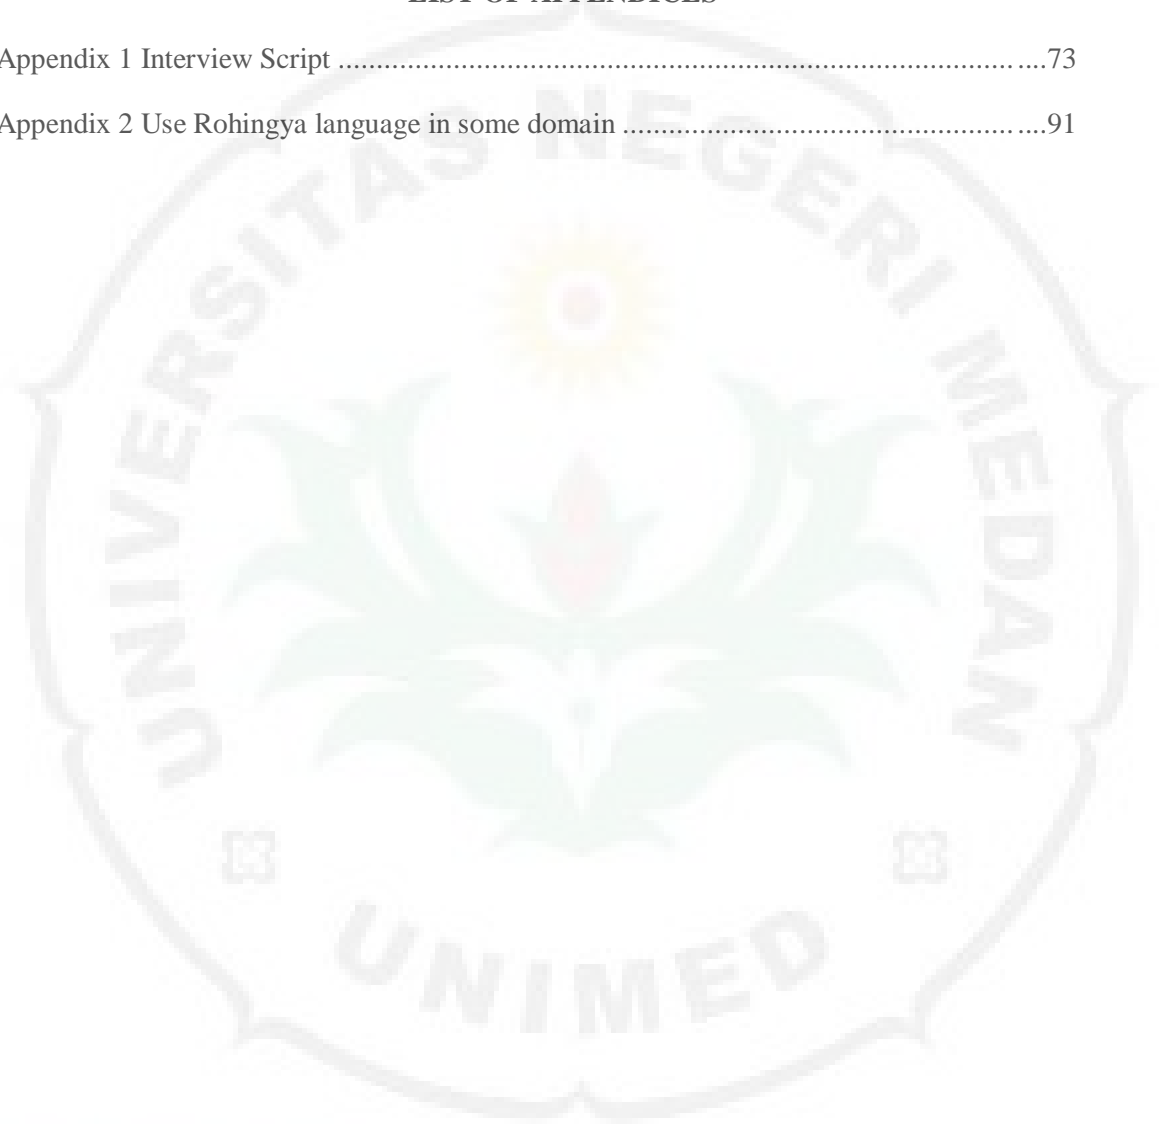 LIST OF APPENDICES
Appendix 1 Interview Script ................................................................................................73
Appendix 2 Use Rohingya language in some domain .........................................................91
UNIVERSITAS NEGERI MEDAN
UNIMED